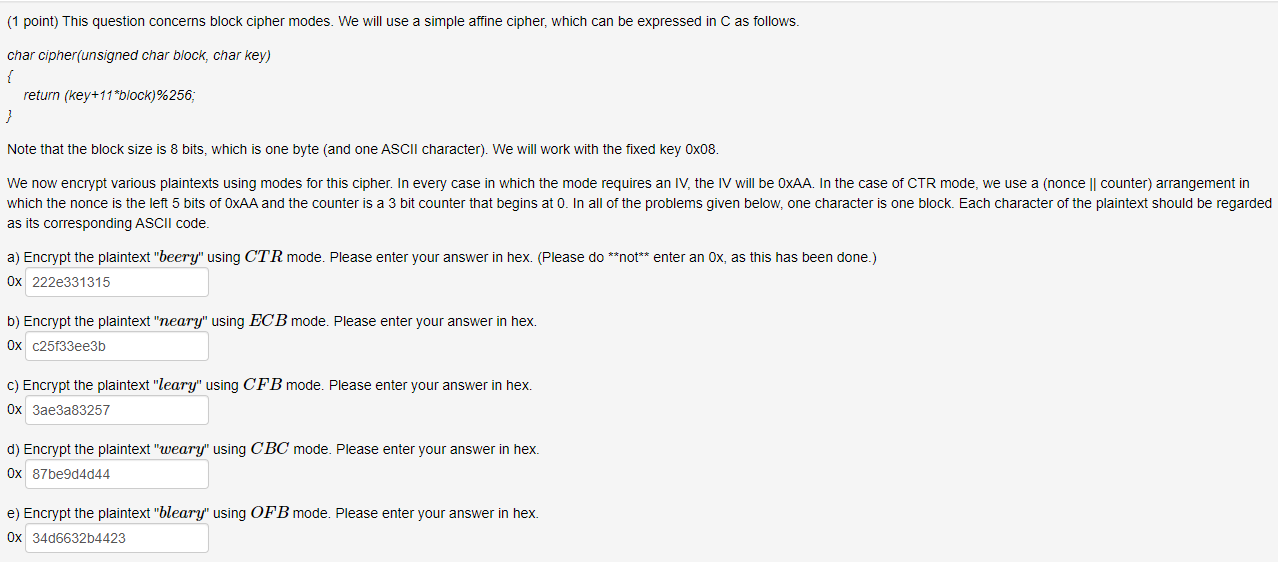 (1 point) This question concerns block cipher modes. We will use a simple affine cipher, which can be expressed in C as follows.
char cipher(unsigned char block, char key)
{
return (key+11*block)%256;
}
Note that the block size is 8 bits, which is one byte (and one ASCII character). We will work with the fixed key 0x08.
We now encrypt various plaintexts using modes for this cipher. In every case in which the mode requires an IV, the IV will be 0xAA. In the case of CTR mode, we use a (nonce || counter) arrangement in
which the nonce is the left 5 bits of 0xAA and the counter is a 3 bit counter that begins at 0. In all of the problems given below, one character is one block. Each character of the plaintext should be regarded
as its corresponding ASCII code.
a) Encrypt the plaintext "beery" using CTR mode. Please enter your answer in hex. (Please do **not** enter an 0x, as this has been done.)
0x 222e331315
b) Encrypt the plaintext "neary" using ECB mode. Please enter your answer in hex.
0x c25f33ee3b
c) Encrypt the plaintext "leary" using CFB mode. Please enter your answer in hex.
0x 3ae3a83257
d) Encrypt the plaintext "weary" using CBC mode. Please enter your answer in hex.
0x 87be9d4d44
e) Encrypt the plaintext "bleary" using OFB mode. Please enter your answer in hex.
0x 34d6632b4423